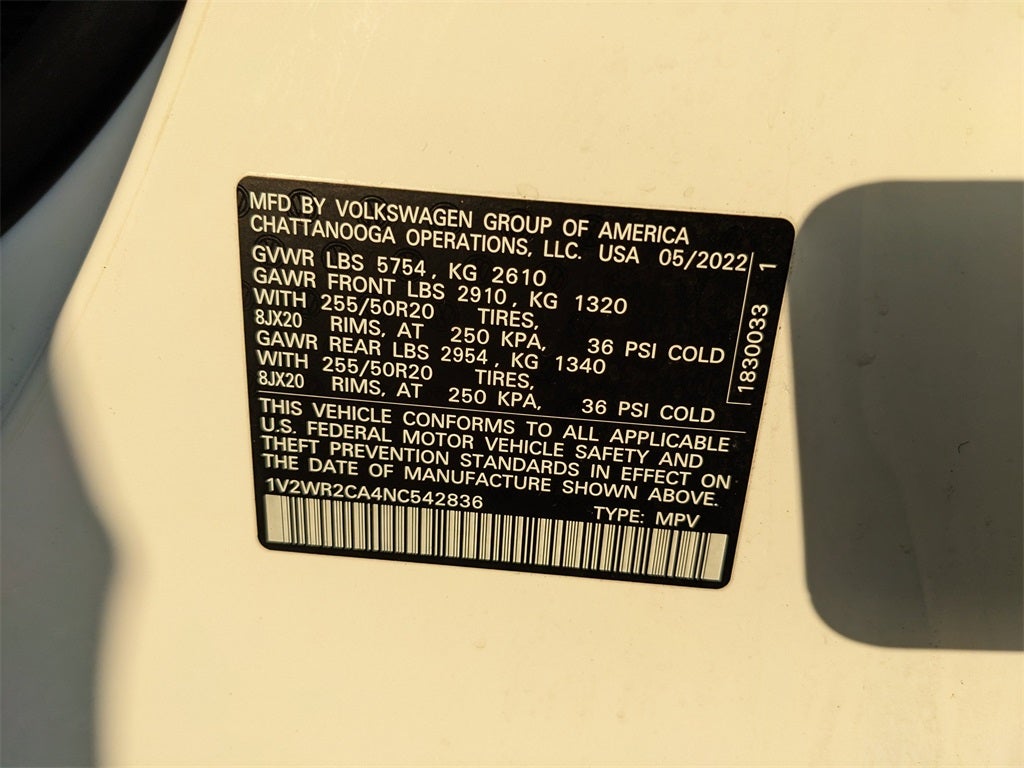 MFD BY VOLKSWAGEN GROUP OF AMERICA
CHATTANOOGA OPERATIONS, LLC. USA 05/2022
GVWR LBS 5754, KG 2610
GAWR FRONT LBS 2910, KG 1320
WITH 255/50R20 TIRES,
8JX20 RIMS, AT 250 KPA, 36 PSI COLD
GAWR REAR LBS 2954, KG 1340
WITH 255/50R20 TIRES,
8JX20 RIMS, AT 250 KPA, 36 PSI COLD
1830033 1
THIS VEHICLE CONFORMS TO ALL APPLICABLE
U.S. FEDERAL MOTOR VEHICLE SAFETY AND
THEFT PREVENTION STANDARDS IN EFFECT ON
THE DATE OF MANUFACTURE SHOWN ABOVE.
1V2WR2CA4NC542836 TYPE: MPV